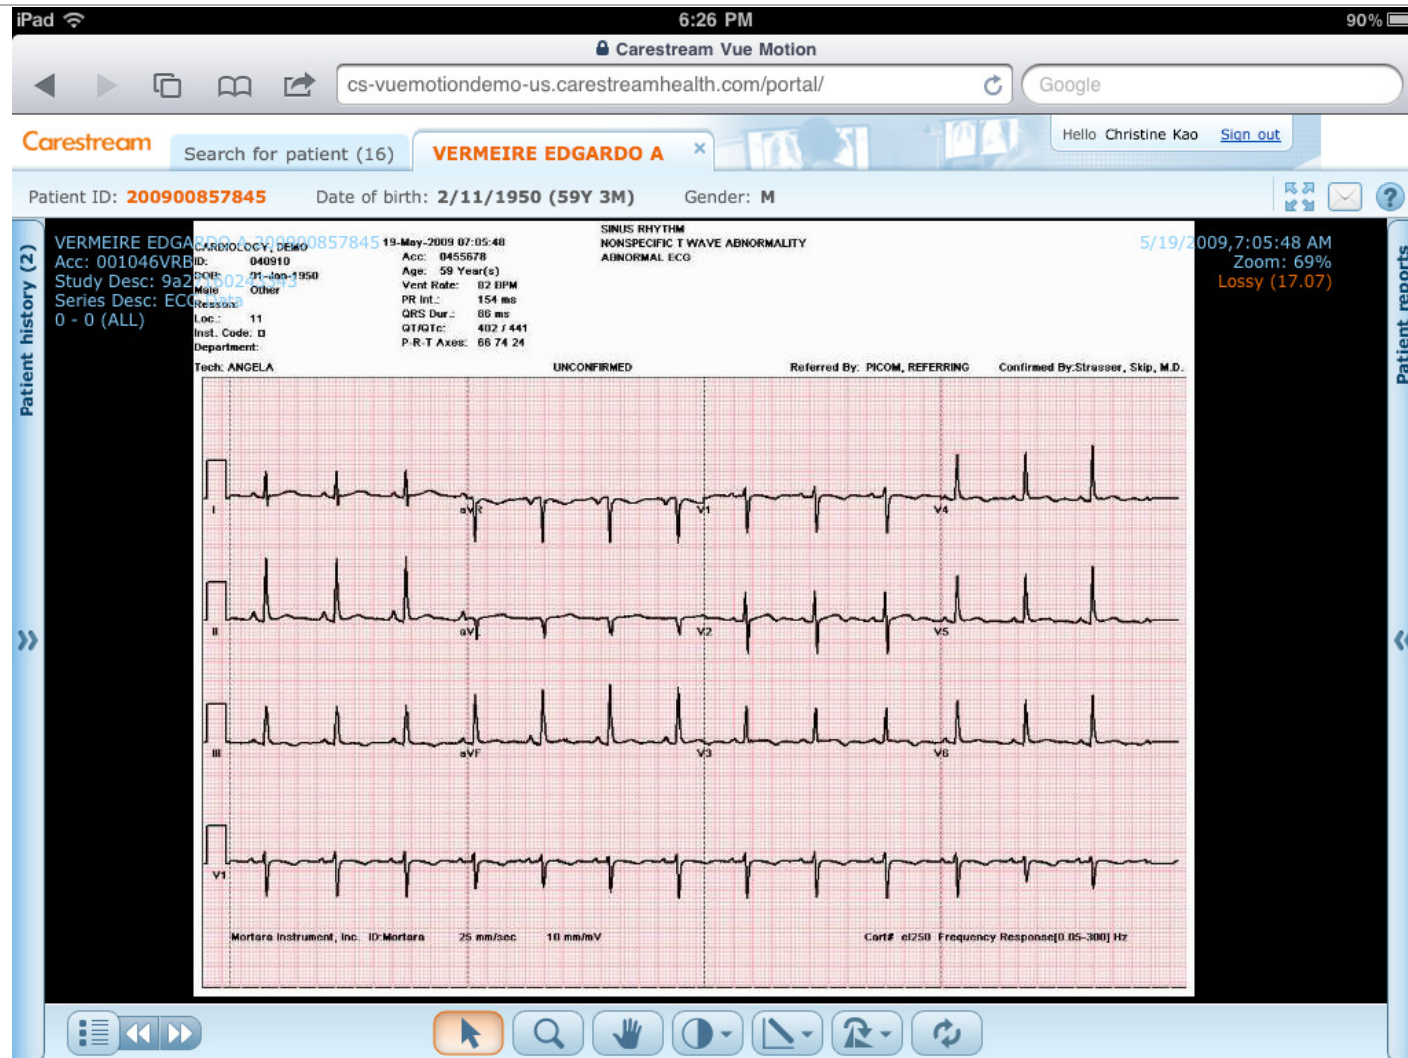 iPad 6:26 PM 90%
Carestream Vue Motion
cs-vuemotiondemo-us.carestreamhealth.com/portal/ Google
Carestream Search for patient (16) VERMEIRE EDGARDO A × Hello Christine Kao Sign out
Patient ID: 200900857845 Date of birth: 2/11/1950 (59Y 3M) Gender: M ?
Patient history (2)
Patient reports
VERMEIRE EDGARDO A 200900857845
Acc: 001046VRB
Study Desc:
Series Desc: ECG Data
0 - 0 (ALL)
5/19/2009,7:05:48 AM
Zoom: 69%
Lossy (17.07)
CARDIOLOGY, DEMO
ID: 040910
DOB: 01-Jan-1950
Male Other
Reason:
Loc.: 11
Inst. Code:
Department:
Tech: ANGELA
19-May-2009 07:05:48
Acc: 0455678
Age: 59 Year(s)
Vent Rate: 82 BPM
PR Int.: 154 ms
QRS Dur.: 86 ms
QT/QTc: 402 / 441
P-R-T Axes: 66 74 24
SINUS RHYTHM
NONSPECIFIC T WAVE ABNORMALITY
ABNORMAL ECG
UNCONFIRMED Referred By: PICOM, REFERRING Confirmed By:Strasser, Skip, M.D.
I aVR V1 V4
II aVL V2 V5
III aVF V3 V6
V1
Mortara Instrument, Inc. ID:Mortara 25 mm/sec 10 mm/mV Cart# el250 Frequency Response[0.05-300] Hz